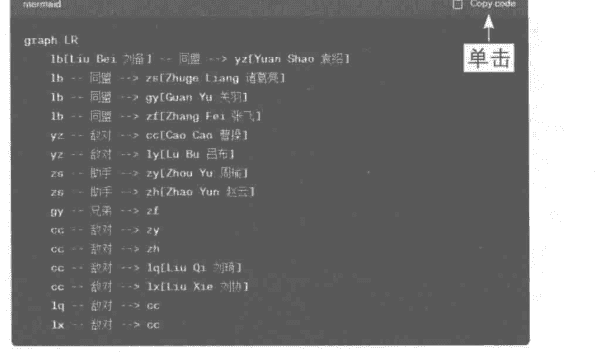 mermaid
Copy code
单击
graph LR
lb[Liu Bei 刘备] -- 同盟 --> yz[Yuan Shao 袁绍]
lb -- 同盟 --> zs[Zhuge Liang 诸葛亮]
lb -- 同盟 --> gy[Guan Yu 关羽]
lb -- 同盟 --> zf[Zhang Fei 张飞]
yz -- 敌对 --> cc[Cao Cao 曹操]
yz -- 敌对 --> ly[Lu Bu 吕布]
zs -- 助手 --> zy[Zhou Yu 周瑜]
zs -- 助手 --> zh[Zhao Yun 赵云]
gy -- 兄弟 --> zf
cc -- 敌对 --> zy
cc -- 敌对 --> zh
cc -- 敌对 --> lq[Liu Qi 刘琦]
cc -- 敌对 --> lx[Liu Xie 刘协]
lq -- 敌对 --> cc
lx -- 敌对 --> cc